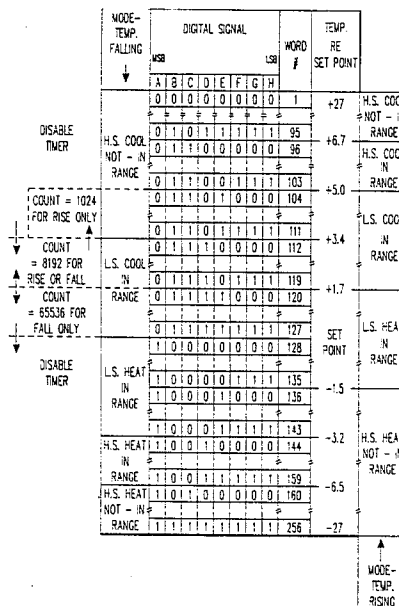 MODE-
TEMP.
FALLING
DIGITAL SIGNAL
MSB
LSB
WORD
#
TEMP.
RE
SET POINT
A B C D E F G H
0 0 0 0 0 0 0 0 1
+27
0 1 0 1 1 1 1 1 95
+6.7
0 1 1 0 0 0 0 0 96
0 1 1 0 0 1 1 1 103
+5.0
0 1 1 0 1 0 0 0 104
0 1 1 0 1 1 1 1 111
+3.4
0 1 1 1 0 0 0 0 112
0 1 1 1 0 1 1 1 119
+1.7
0 1 1 1 1 0 0 0 120
0 1 1 1 1 1 1 1 127
SET
POINT
1 0 0 0 0 0 0 0 128
1 0 0 0 0 1 1 1 135
-1.5
1 0 0 0 1 0 0 0 136
1 0 0 0 1 1 1 1 143
1 0 0 1 0 0 0 0 144
1 0 0 1 1 1 1 1 159
-6.5
1 0 1 0 0 0 0 0 160
1 1 1 1 1 1 1 1 256
-27
DISABLE
TIMER
COUNT = 1024
FOR RISE ONLY
COUNT
= 8192 FOR
RISE OR FALL
COUNT
= 65536 FOR
FALL ONLY
DISABLE
TIMER
H.S. COOL
NOT - IN
RANGE
L.S. COOL
IN
RANGE
L.S. HEAT
IN
RANGE
H.S. HEAT
IN
RANGE
H.S. HEAT
NOT - IN
RANGE
H.S. COOL
NOT - IN
RANGE
H.S. COOL
IN
RANGE
L.S. COOL
IN
RANGE
L.S. HEAT
IN
RANGE
H.S. HEAT
NOT - IN
RANGE
MODE-
TEMP.
RISING